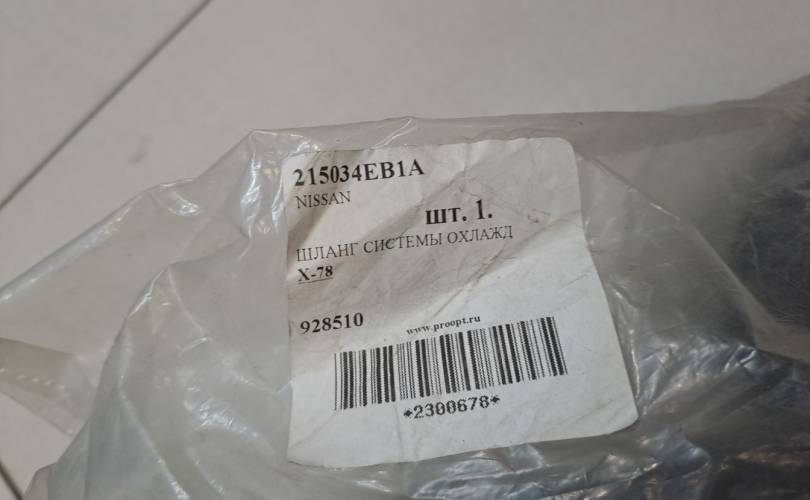 215034EB1A
NISSAN
шт. 1.
ШЛАНГ СИСТЕМЫ ОХЛАЖД
X-78
928510
www.proopt.ru
*2300678*